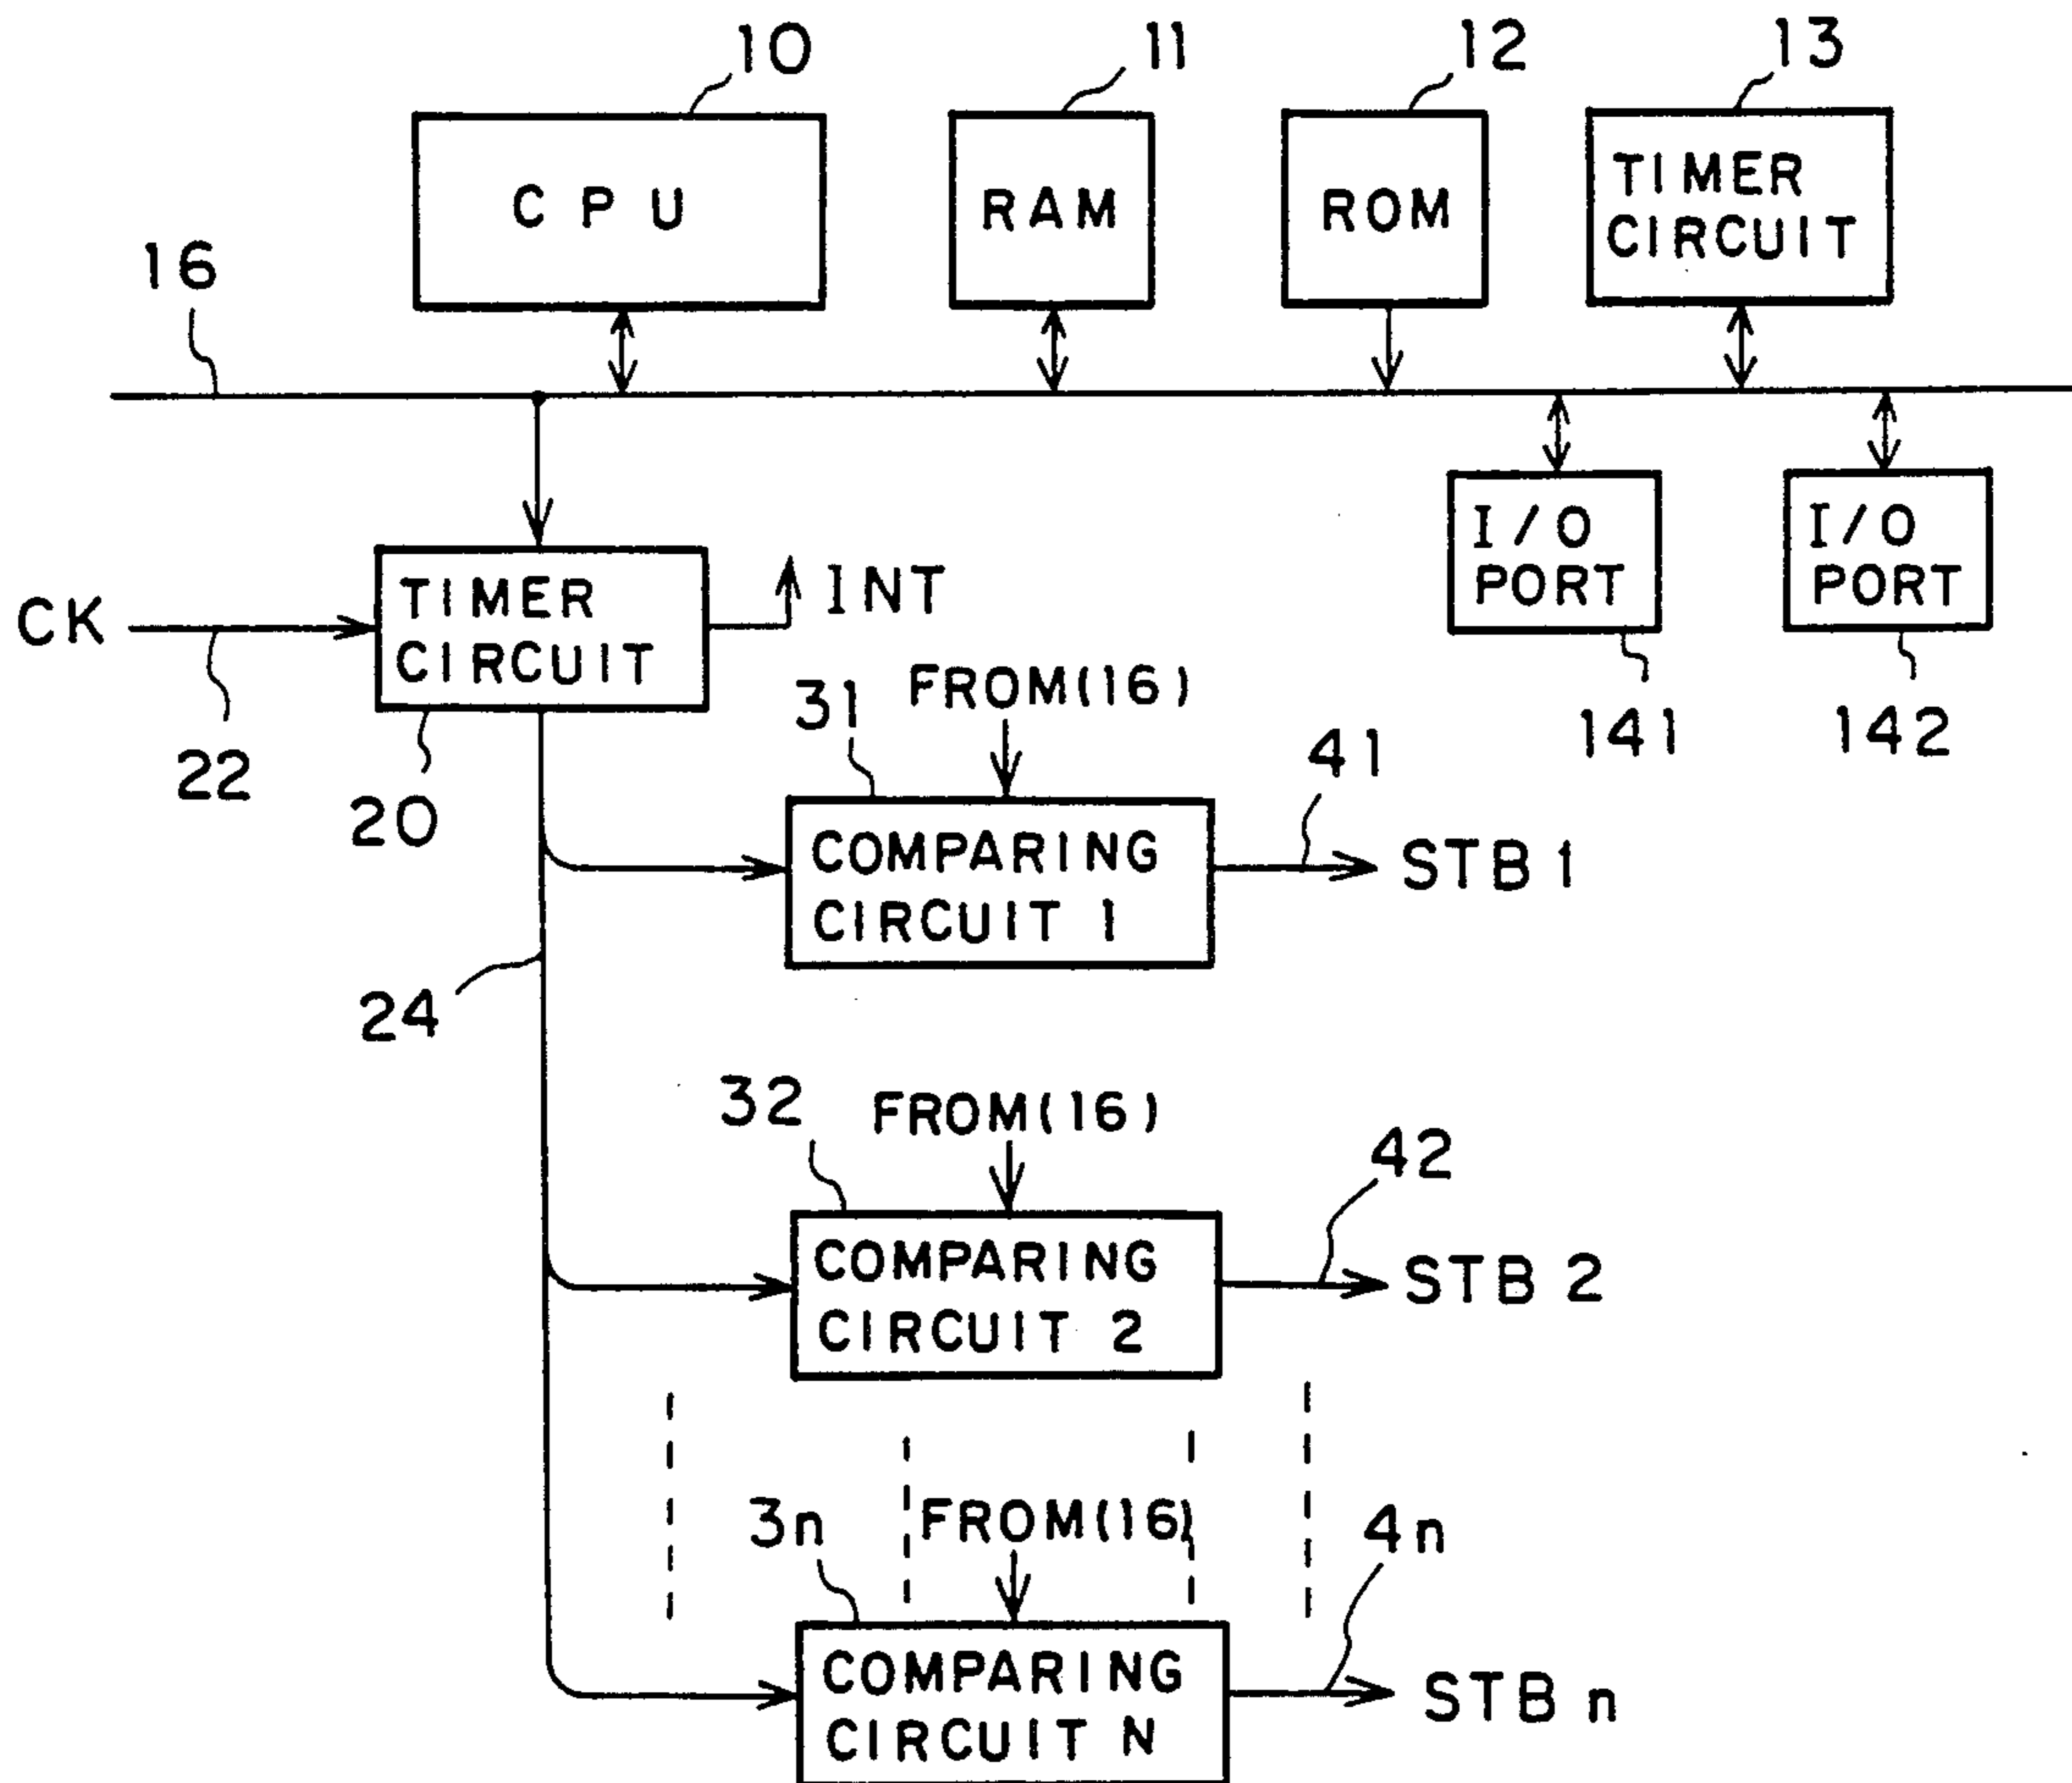 10
11
12
13
CPU
RAM
ROM
TIMER
CIRCUIT
16
I/O
PORT
I/O
PORT
141
142
CK
22
TIMER
CIRCUIT
20
INT
24
31
FROM(16)
COMPARING
CIRCUIT 1
41
STB 1
32
FROM(16)
COMPARING
CIRCUIT 2
42
STB 2
3n
FROM(16)
COMPARING
CIRCUIT N
4n
STB n